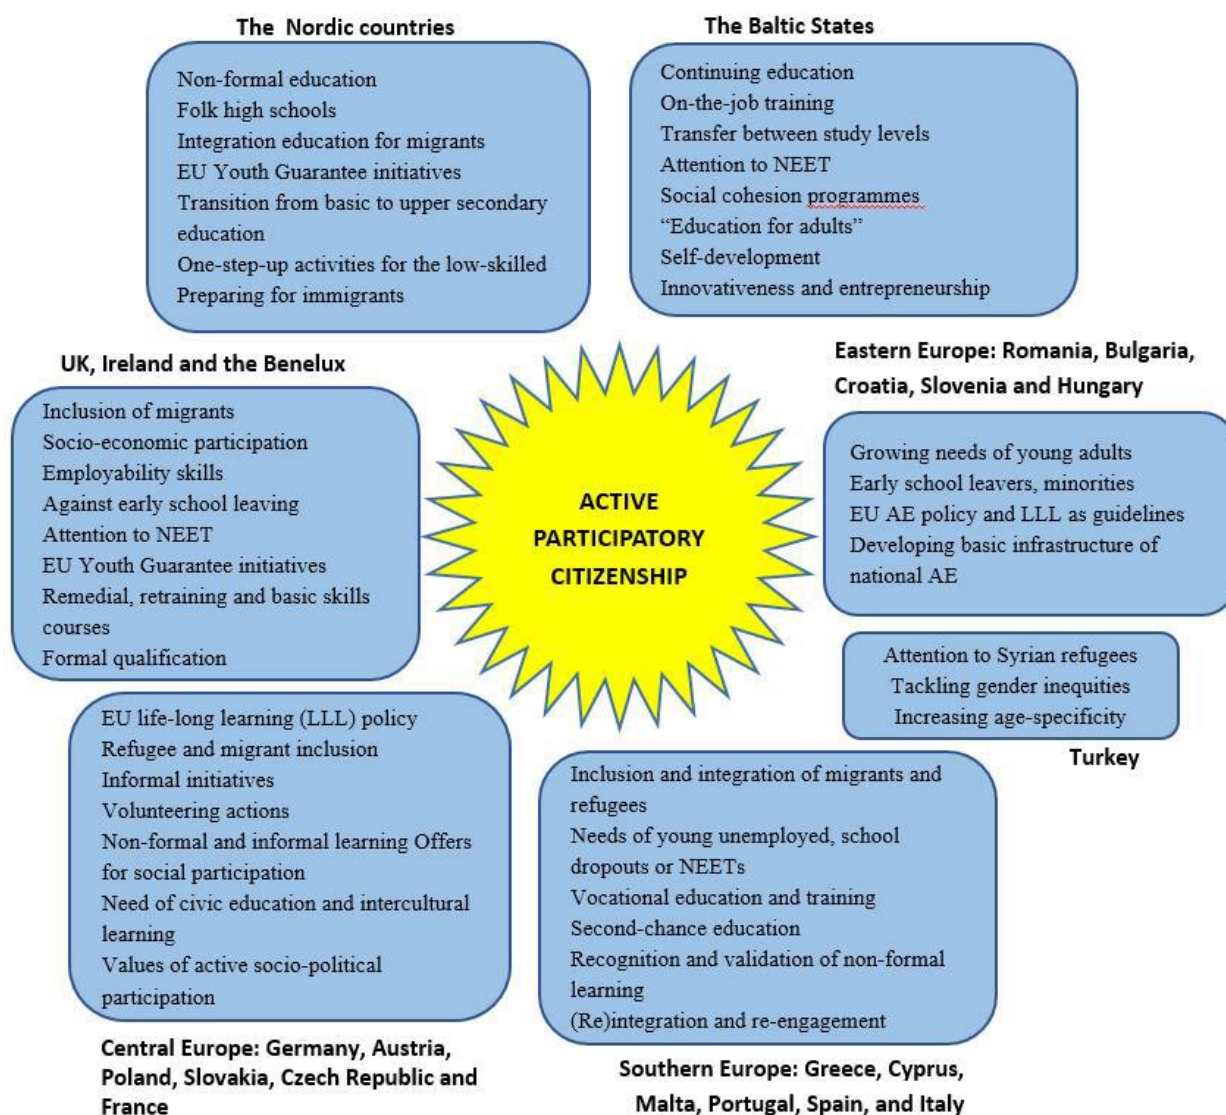 The Nordic countries
Non-formal education
Folk high schools
Integration education for migrants
EU Youth Guarantee initiatives
Transition from basic to upper secondary
education
One-step-up activities for the low-skilled
Preparing for immigrants
The Baltic States
Continuing education
On-the-job training
Transfer between study levels
Attention to NEET
Social cohesion programmes
“Education for adults”
Self-development
Innovativeness and entrepreneurship
UK, Ireland and the Benelux
Inclusion of migrants
Socio-economic participation
Employability skills
Against early school leaving
Attention to NEET
EU Youth Guarantee initiatives
Remedial, retraining and basic skills
courses
Formal qualification
ACTIVE
PARTICIPATORY
CITIZENSHIP
Eastern Europe: Romania, Bulgaria,
Croatia, Slovenia and Hungary
Growing needs of young adults
Early school leavers, minorities
EU AE policy and LLL as guidelines
Developing basic infrastructure of
national AE
Attention to Syrian refugees
Tackling gender inequities
Increasing age-specificity
Turkey
EU life-long learning (LLL) policy
Refugee and migrant inclusion
Informal initiatives
Volunteering actions
Non-formal and informal learning Offers
for social participation
Need of civic education and intercultural
learning
Values of active socio-political
participation
Central Europe: Germany, Austria,
Poland, Slovakia, Czech Republic and
France
Inclusion and integration of migrants and
refugees
Needs of young unemployed, school
dropouts or NEETs
Vocational education and training
Second-chance education
Recognition and validation of non-formal
learning
(Re)integration and re-engagement
Southern Europe: Greece, Cyprus,
Malta, Portugal, Spain, and Italy